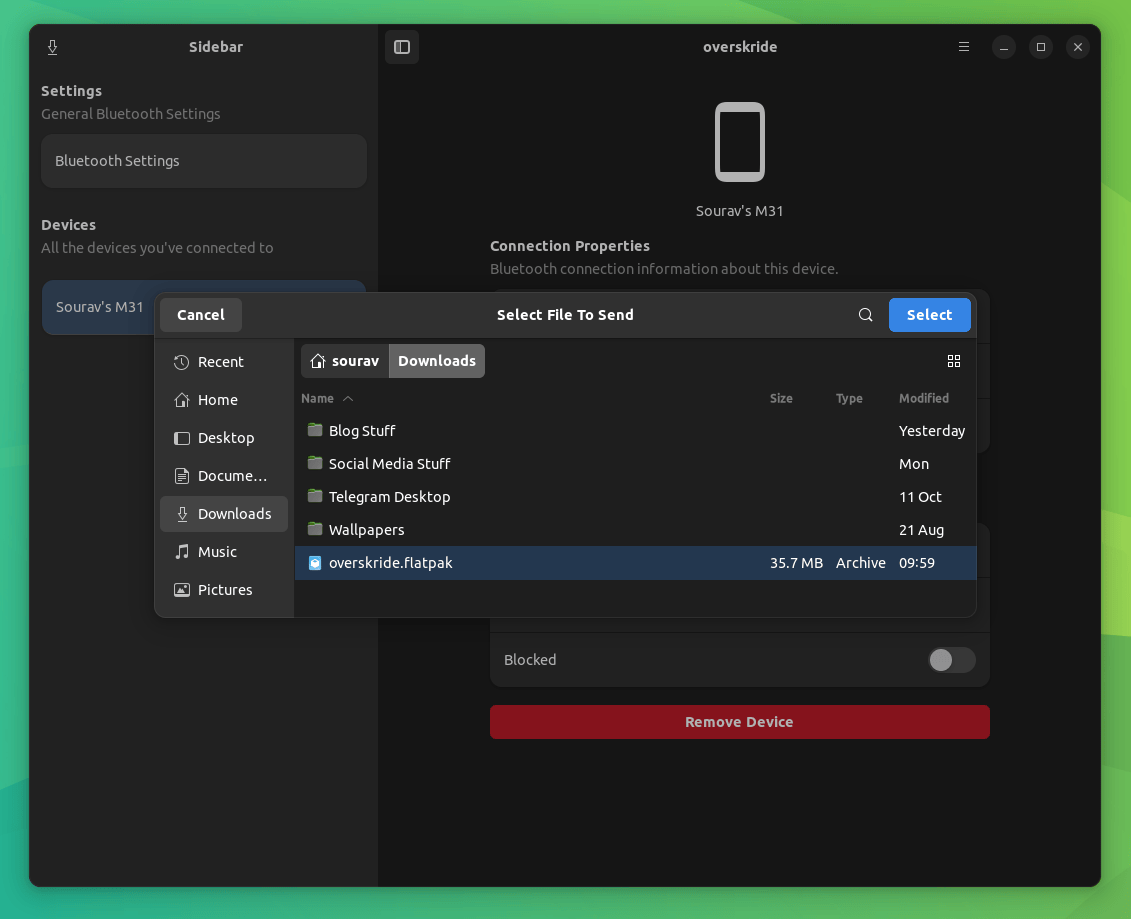 Sidebar
overskride
Settings
General Bluetooth Settings
Bluetooth Settings
Devices
All the devices you've connected to
Sourav's M31
Sourav's M31
Connection Properties
Bluetooth connection information about this device.
Cancel
Select File To Send
Select
Recent
Home
Desktop
Docume...
Downloads
Music
Pictures
sourav Downloads
Name Size Type Modified
Blog Stuff Yesterday
Social Media Stuff Mon
Telegram Desktop 11 Oct
Wallpapers 21 Aug
overskride.flatpak 35.7 MB Archive 09:59
Blocked
Remove Device